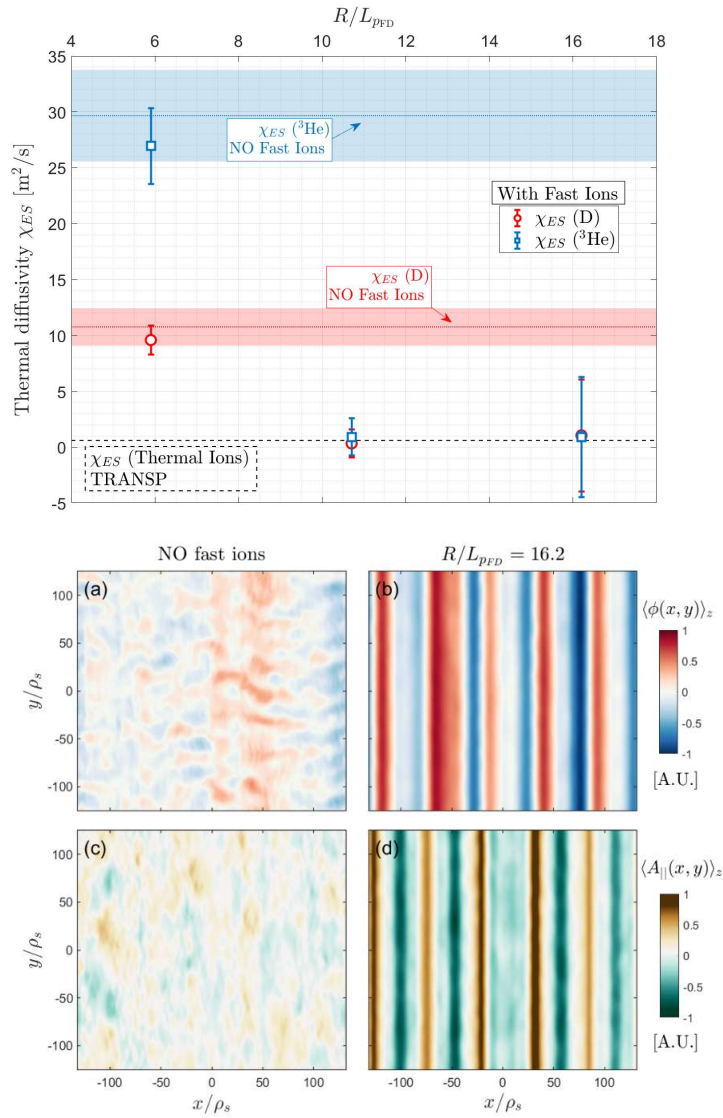 R/L_{p_{FD}}
4 6 8 10 12 14 16 18
35
30
25
20
15
10
5
0
-5
Thermal diffusivity χ_{ES} [m²/s]
χ_{ES} (³He)
NO Fast Ions
With Fast Ions
χ_{ES} (D)
χ_{ES} (³He)
χ_{ES} (D)
NO Fast Ions
χ_{ES} (Thermal Ions)
TRANSP
NO fast ions
R/L_{p_{FD}} = 16.2
(a)
(b)
100
50
0
-50
-100
y/ρ_s
⟨ϕ(x, y)⟩_z
1
0.5
0
-0.5
-1
[A.U.]
(c)
(d)
100
50
0
-50
-100
y/ρ_s
⟨A_{||}(x, y)⟩_z
1
0.5
0
-0.5
-1
[A.U.]
-100 -50 0 50 100
-100 -50 0 50 100
x/ρ_s
x/ρ_s